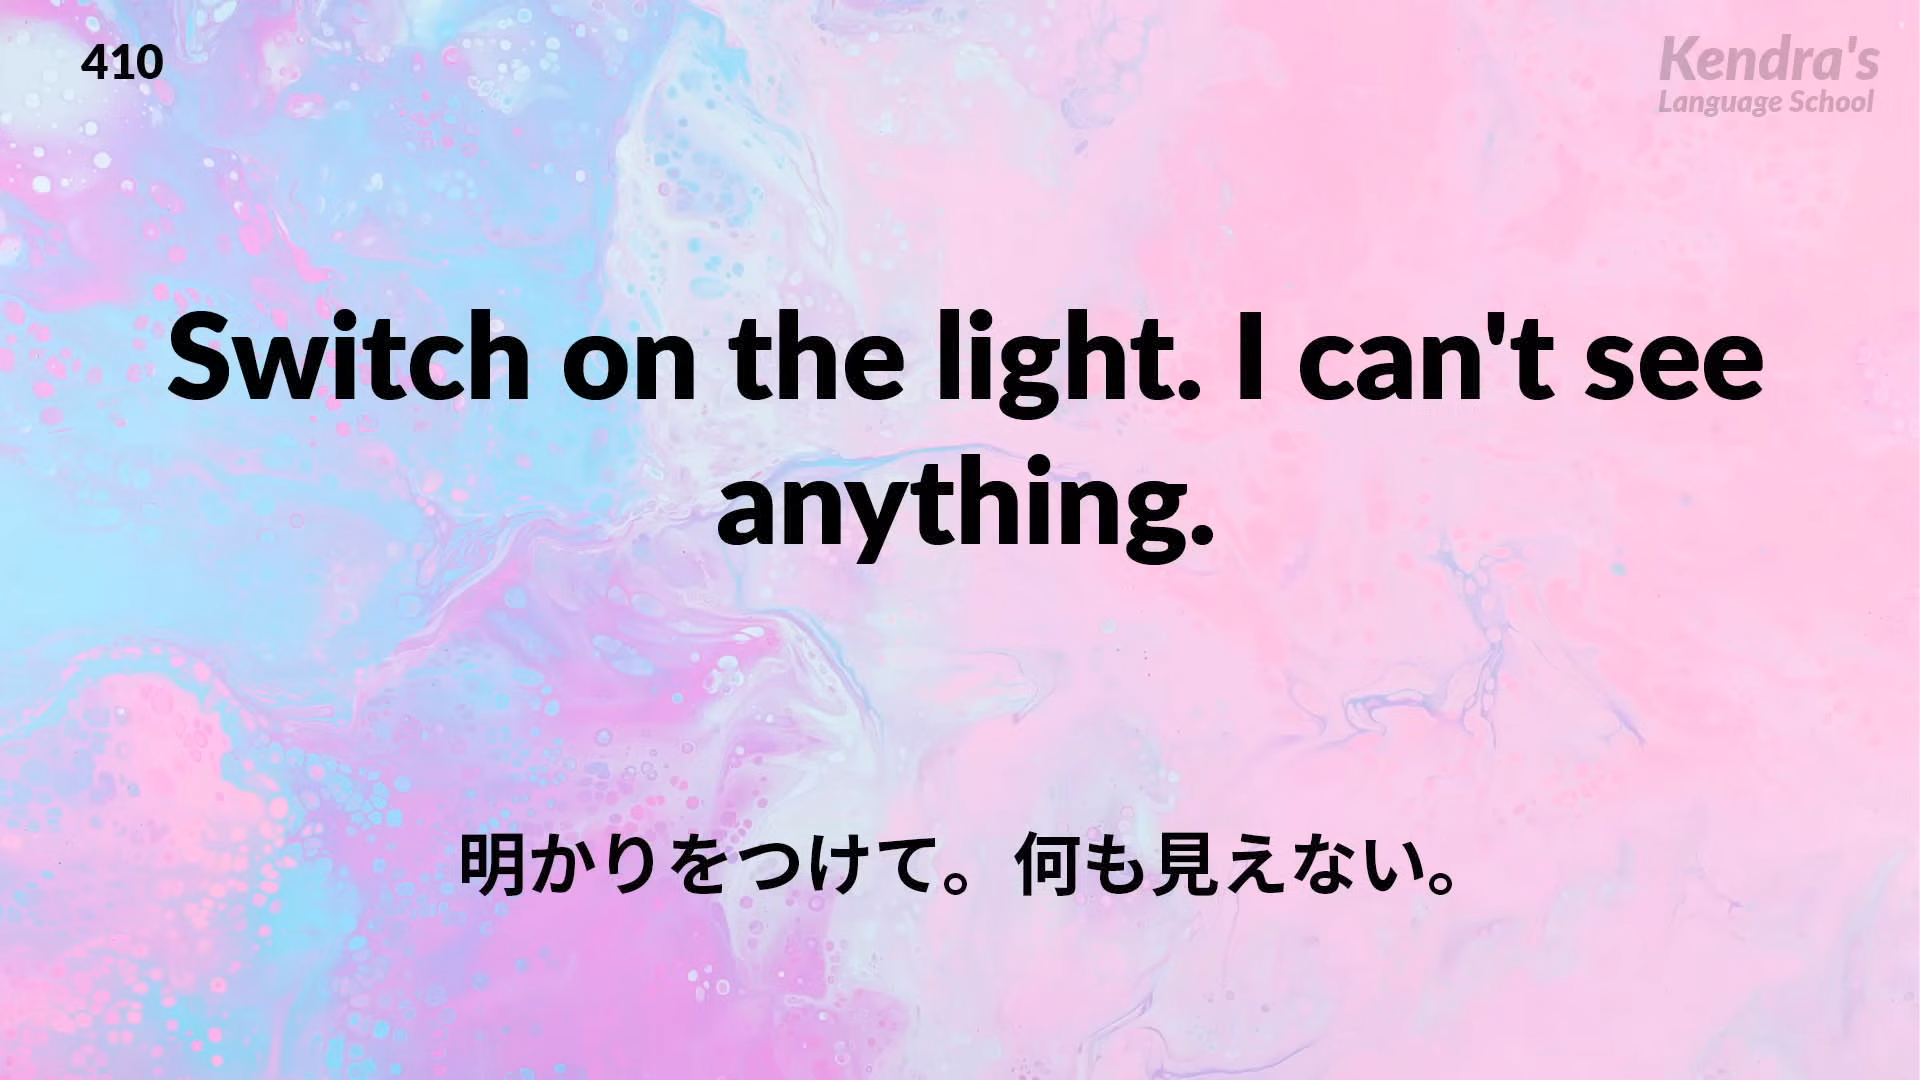 410
Kendra's
Language School
Switch on the light. I can't see
anything.
明かりをつけて。何も見えない。